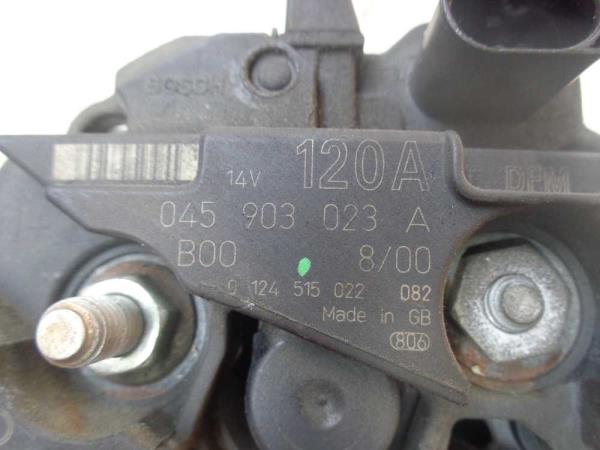 BOSCH
14V 120A DFM
045 903 023 A
B00 8/00
0 124 515 022 082
Made in GB
806